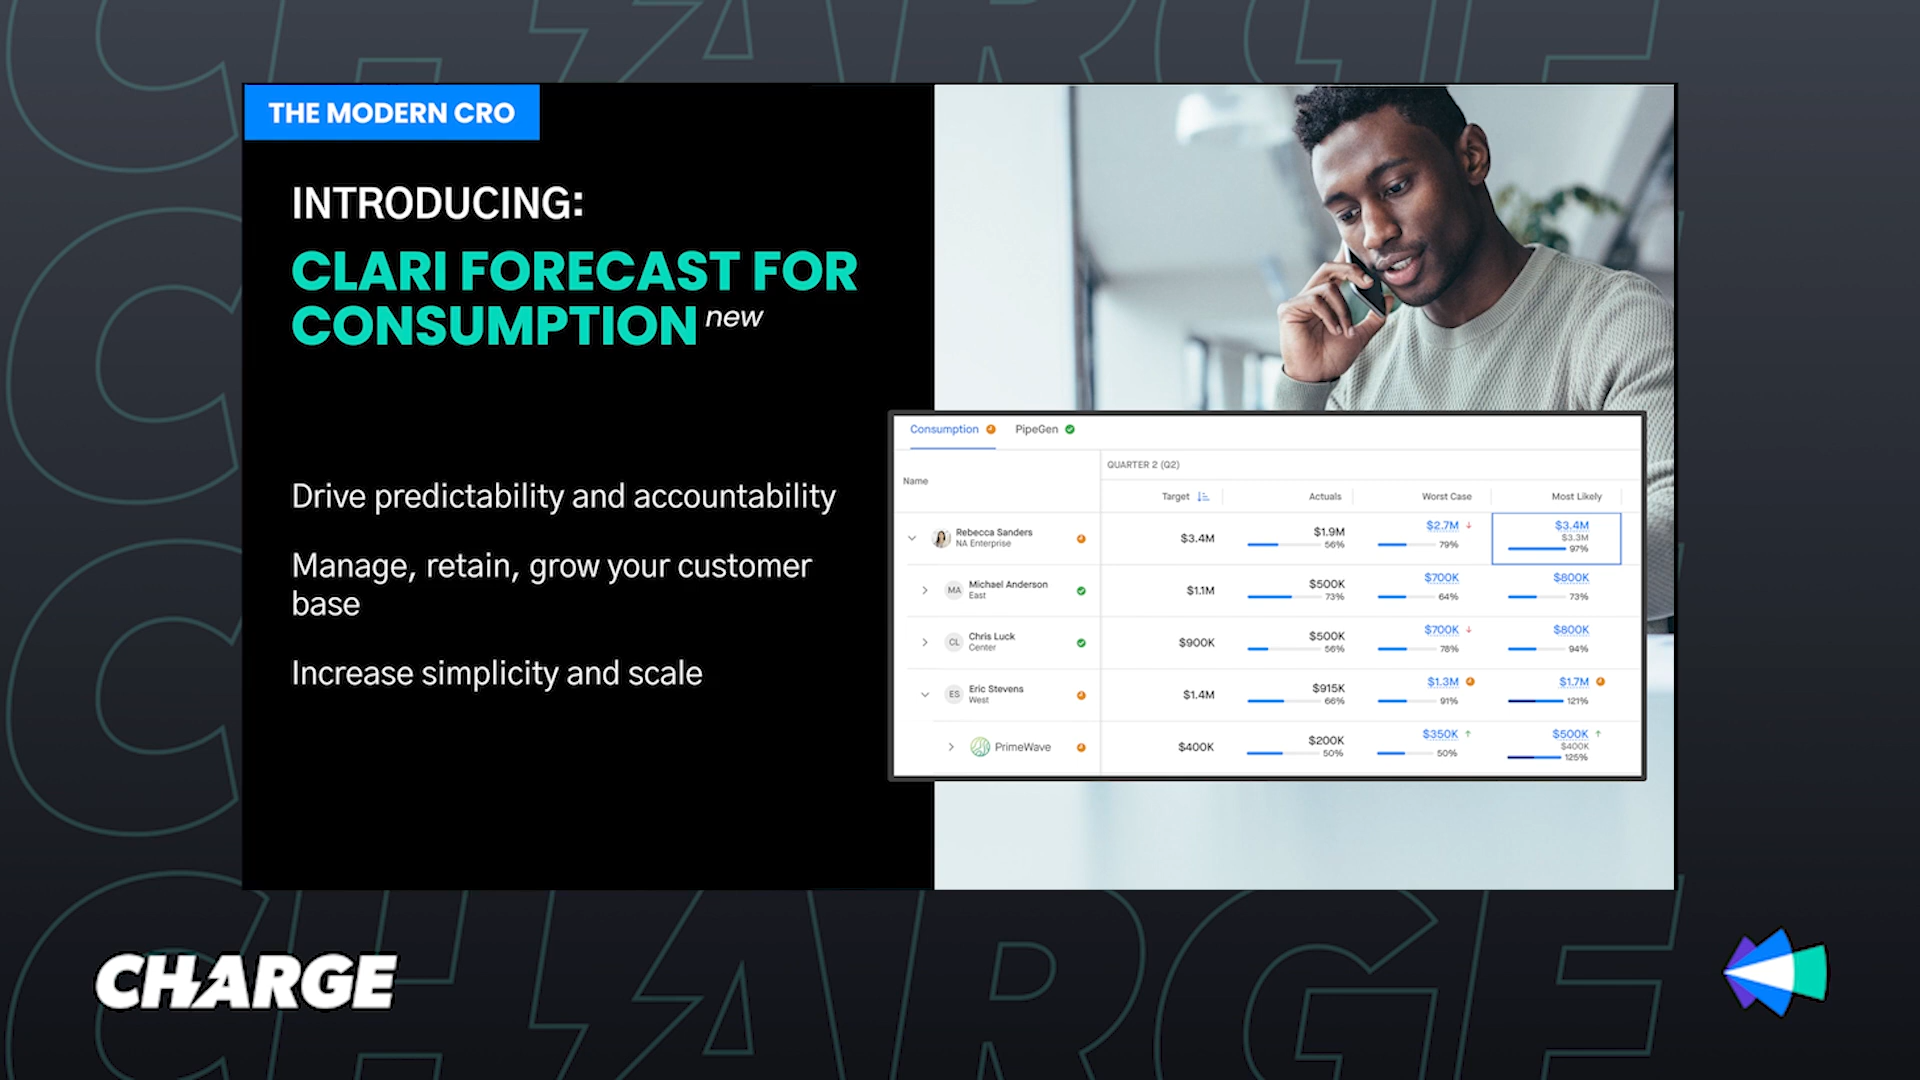 THE MODERN CRO
INTRODUCING:
CLARI FORECAST FOR
CONSUMPTION new
Drive predictability and accountability
Manage, retain, grow your customer
base
Increase simplicity and scale
Consumption PipeGen
QUARTER 2 (Q2)
Name
Target Actuals Worst Case Most Likely
Rebecca Sanders
NA Enterprise
$3.4M
$1.9M
56%
$2.7M
79%
$3.4M
$3.3M
97%
MA
Michael Anderson
East
$1.1M
$500K
73%
$700K
64%
$800K
73%
CL
Chris Luck
Center
$900K
$500K
56%
$700K
78%
$800K
94%
ES
Eric Stevens
West
$1.4M
$915K
66%
$1.3M
91%
$1.7M
121%
PrimeWave
$400K
$200K
50%
$350K
50%
$500K
$400K
125%
CHARGE
CHARGE
CHARGE
C
C